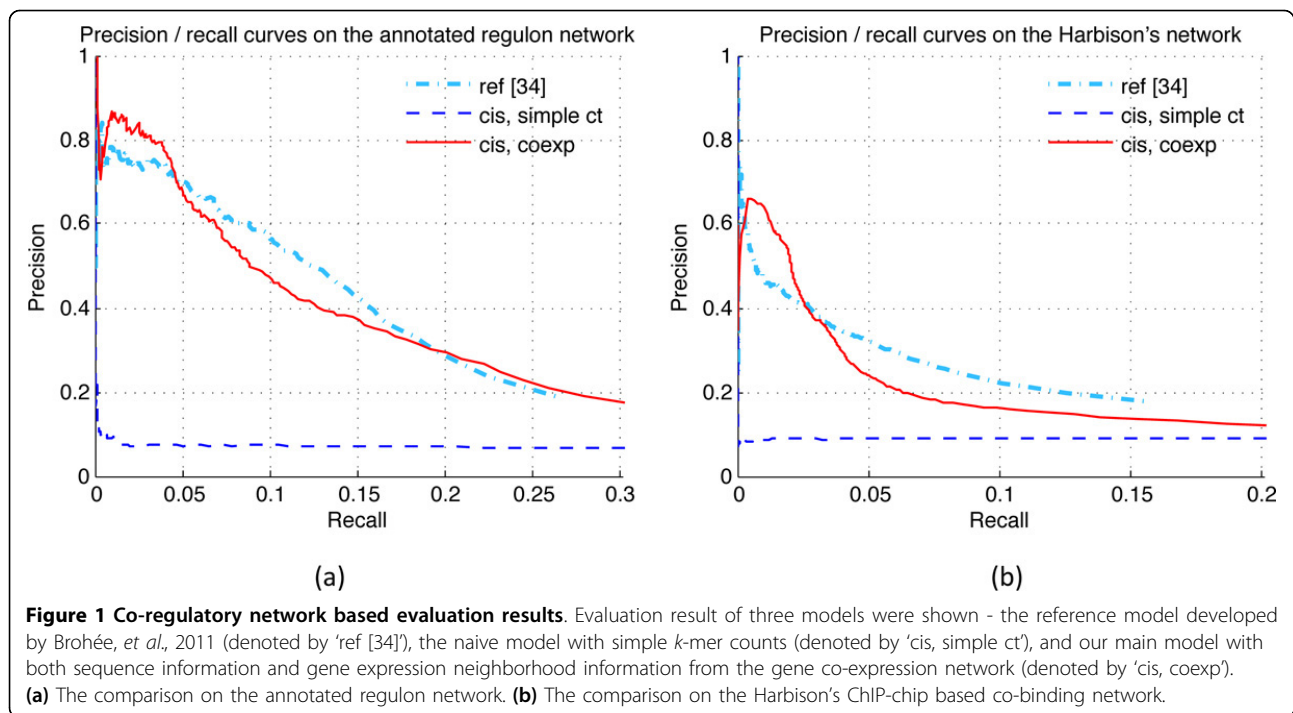 Precision / recall curves on the annotated regulon network
1
0.8
0.6
0.4
0.2
0
Precision
0 0.05 0.1 0.15 0.2 0.25 0.3
Recall
ref [34]
cis, simple ct
cis, coexp
(a)
Precision / recall curves on the Harbison's network
1
0.8
0.6
0.4
0.2
0
Precision
0 0.05 0.1 0.15 0.2
Recall
ref [34]
cis, simple ct
cis, coexp
(b)
Figure 1 Co-regulatory network based evaluation results. Evaluation result of three models were shown - the reference model developed
by Brohée, et al., 2011 (denoted by 'ref [34]'), the naive model with simple k-mer counts (denoted by 'cis, simple ct'), and our main model with
both sequence information and gene expression neighborhood information from the gene co-expression network (denoted by 'cis, coexp').
(a) The comparison on the annotated regulon network. (b) The comparison on the Harbison's ChIP-chip based co-binding network.